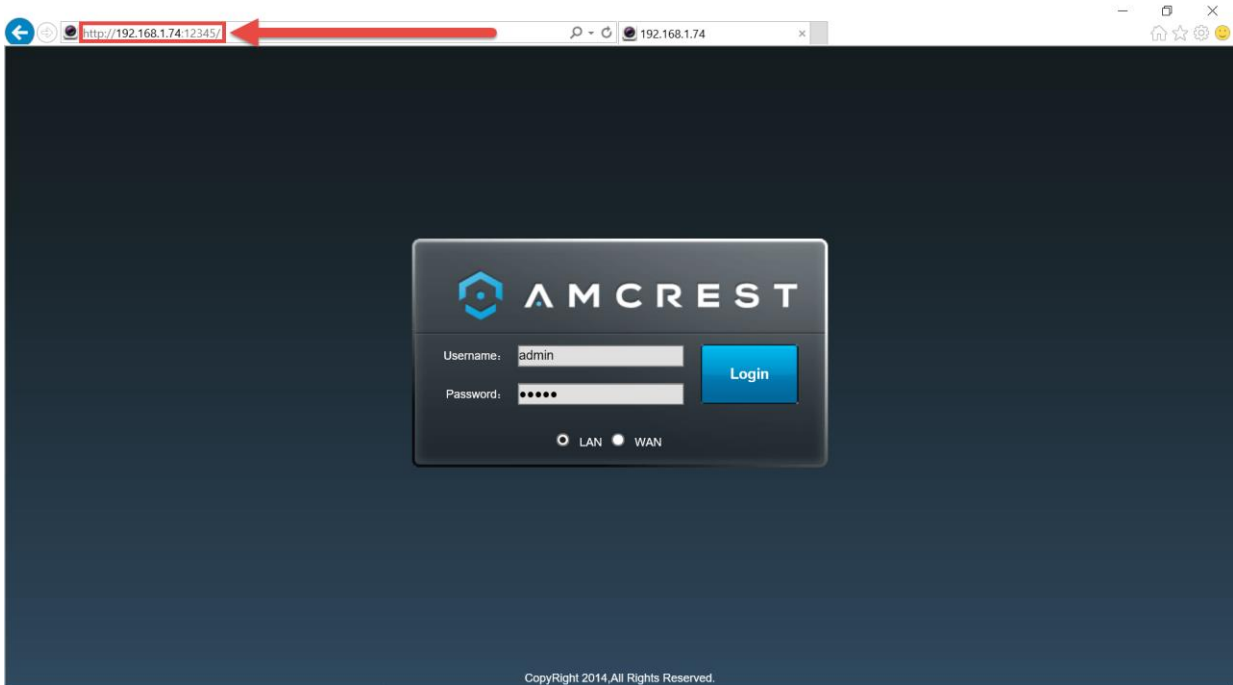 http://192.168.1.74:12345/
192.168.1.74
AMCREST
Username:
admin
Login
Password:
LAN
WAN
CopyRight 2014,All Rights Reserved.